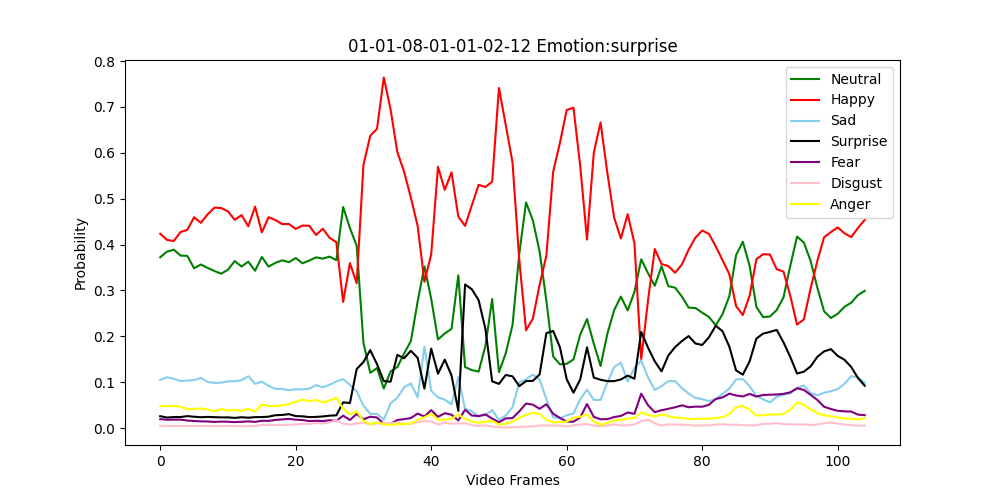 01-01-08-01-01-02-12 Emotion:surprise
Probability
0.8
0.7
0.6
0.5
0.4
0.3
0.2
0.1
0.0
Neutral
Happy
Sad
Surprise
Fear
Disgust
Anger
0 20 40 60 80 100
Video Frames